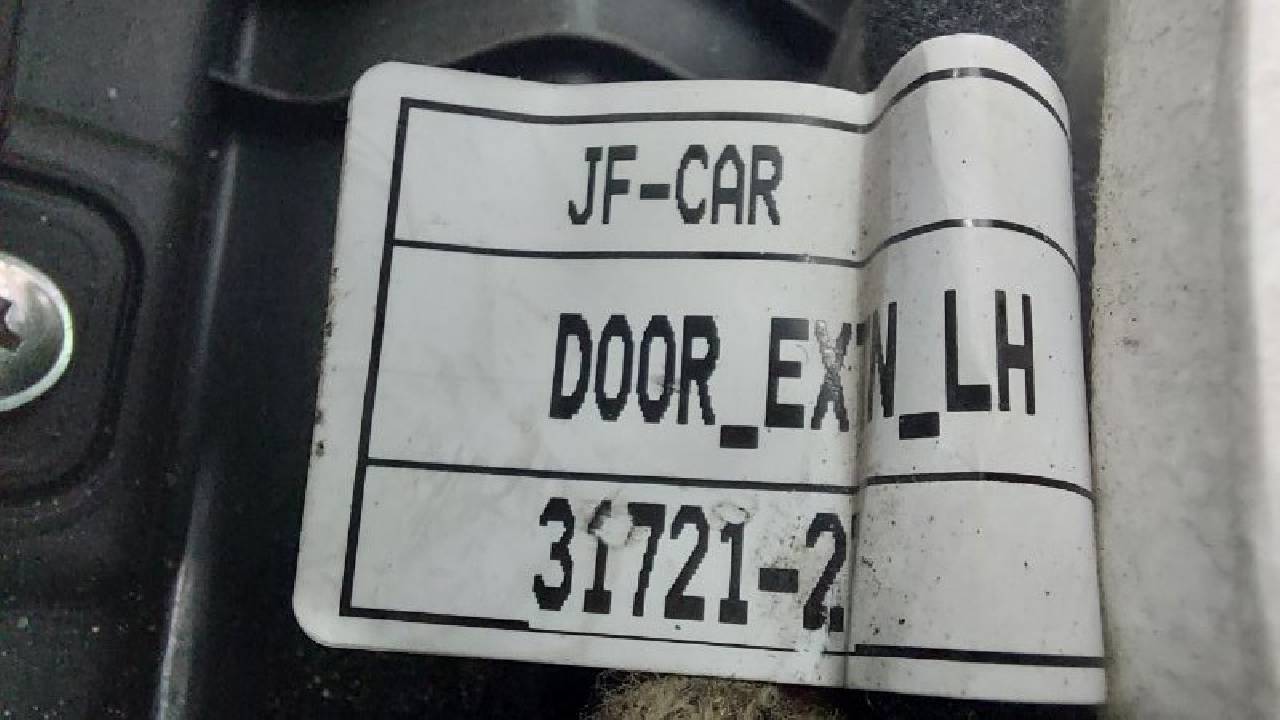 JF-CAR
DOOR_EXTN_LH
31721-2